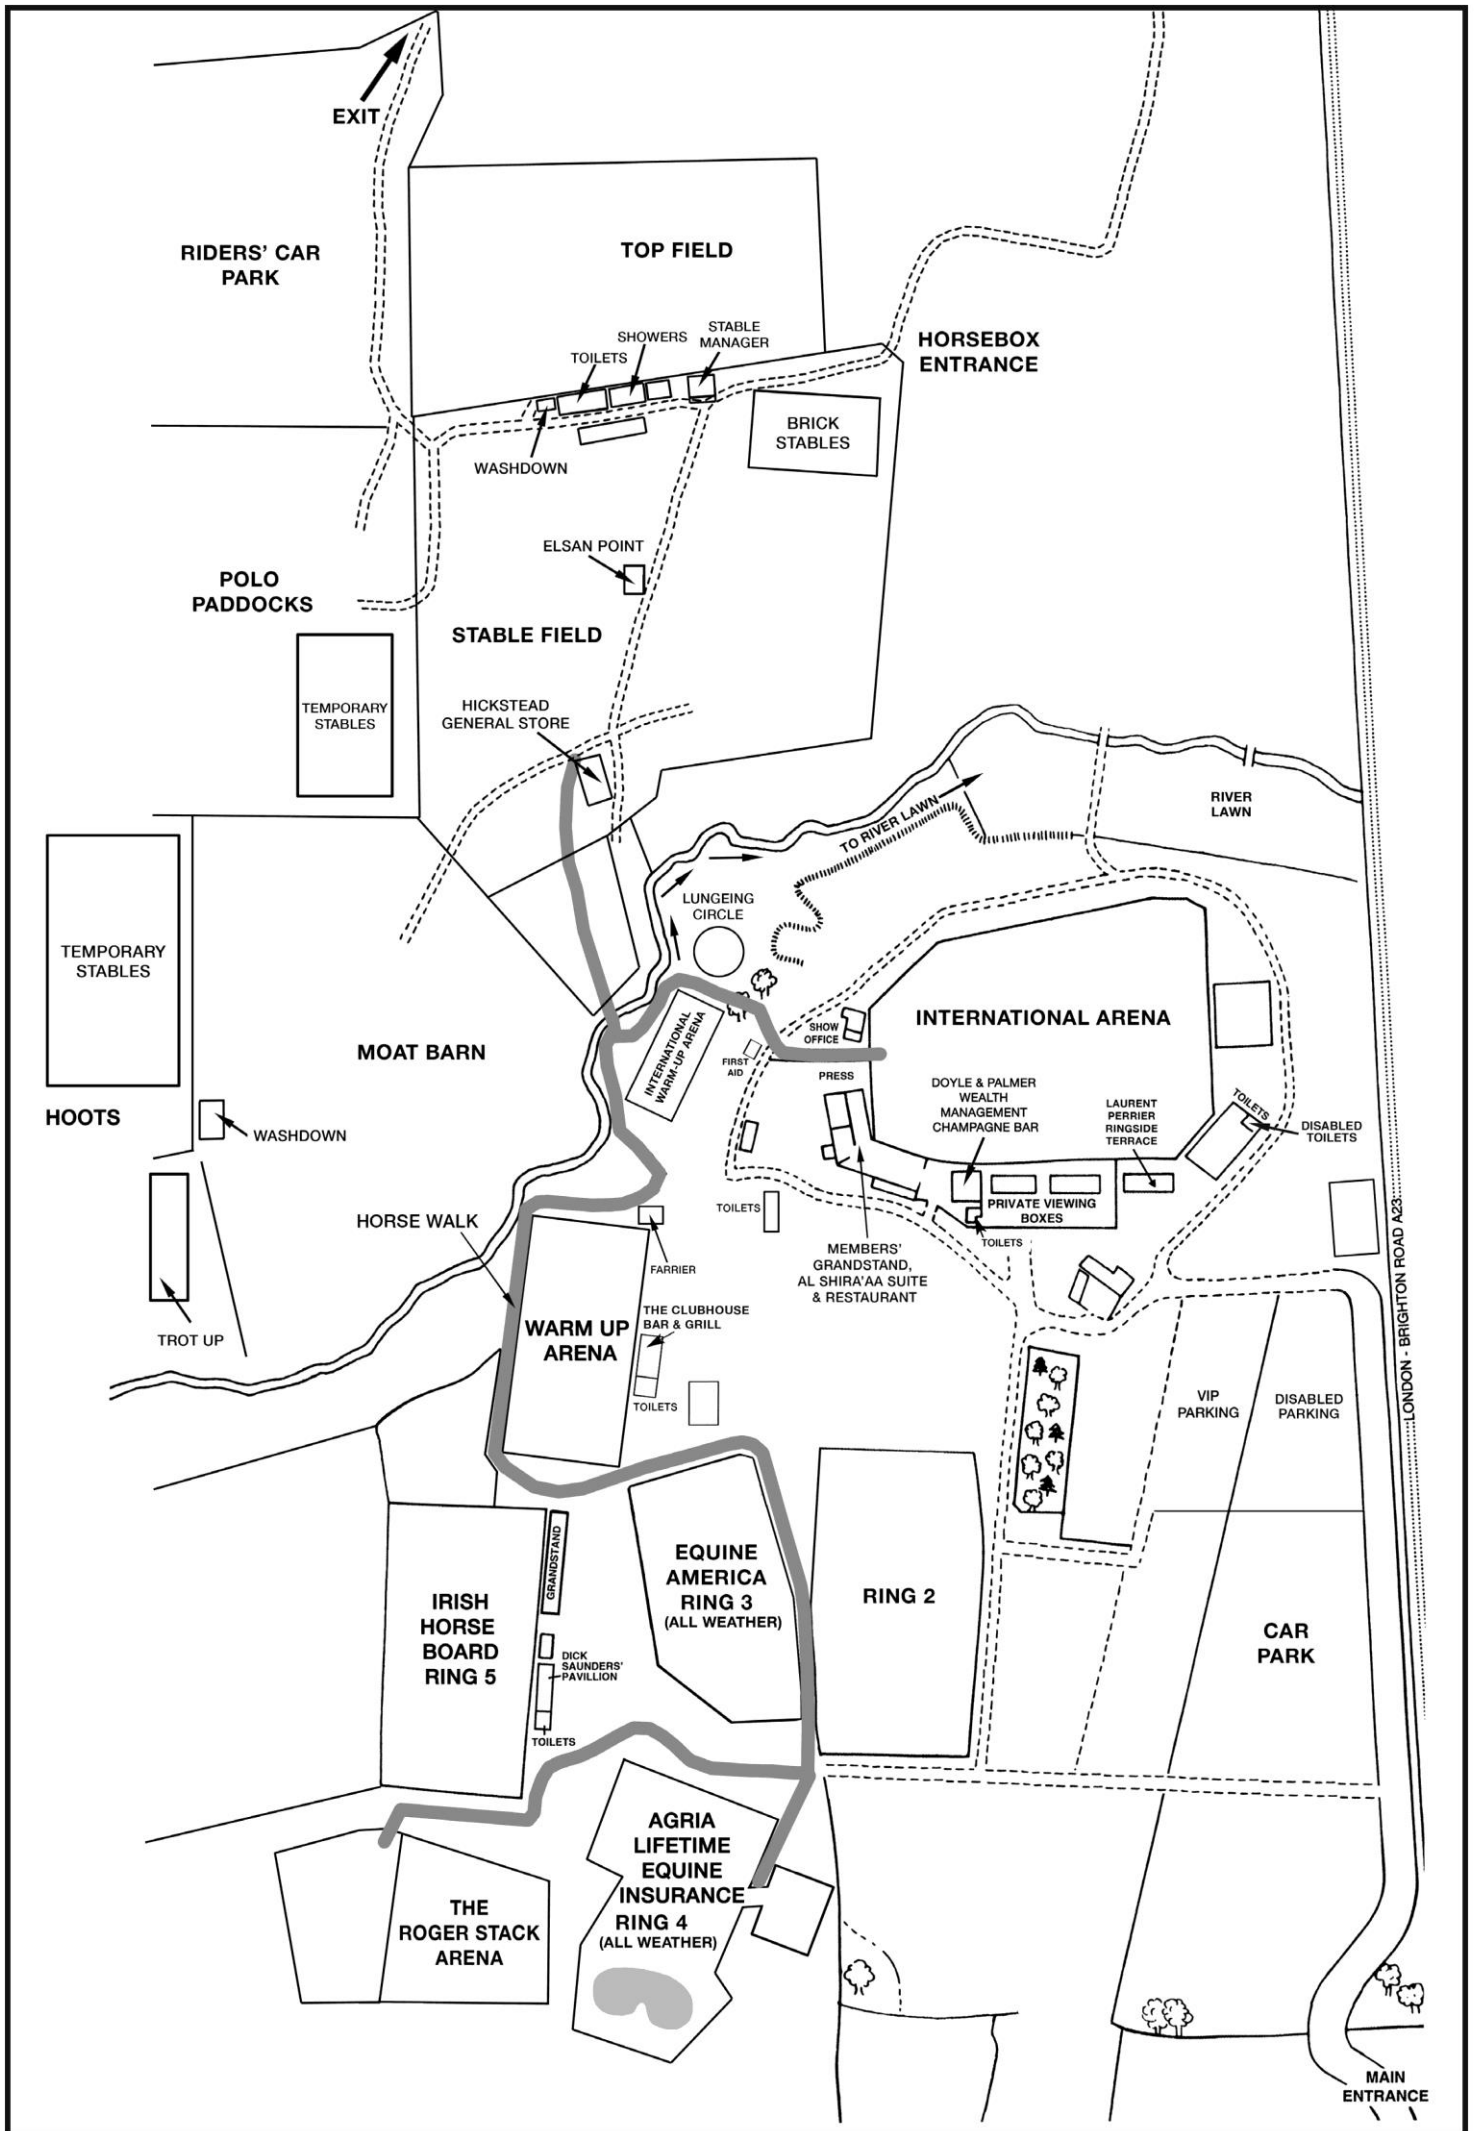 EXIT
RIDERS' CAR
PARK
TOP FIELD
STABLE
MANAGER
SHOWERS
TOILETS
HORSEBOX
ENTRANCE
BRICK
STABLES
WASHDOWN
ELSAN POINT
POLO
PADDOCKS
STABLE FIELD
TEMPORARY
STABLES
HICKSTEAD
GENERAL STORE
RIVER
LAWN
TO RIVER LAWN
LUNGEING
CIRCLE
TEMPORARY
STABLES
INTERNATIONAL ARENA
SHOW
OFFICE
INTERNATIONAL
WARM-UP ARENA
MOAT BARN
FIRST
AID
PRESS
DOYLE & PALMER
WEALTH
MANAGEMENT
CHAMPAGNE BAR
LAURENT
PERRIER
RINGSIDE
TERRACE
TOILETS
DISABLED
TOILETS
HOOTS
WASHDOWN
HORSE WALK
TOILETS
PRIVATE VIEWING
BOXES
TOILETS
FARRIER
MEMBERS'
GRANDSTAND,
AL SHIRA'AA SUITE
& RESTAURANT
LONDON - BRIGHTON ROAD A23
TROT UP
THE CLUBHOUSE
BAR & GRILL
WARM UP
ARENA
TOILETS
VIP
PARKING
DISABLED
PARKING
GRANDSTAND
IRISH
HORSE
BOARD
RING 5
EQUINE
AMERICA
RING 3
(ALL WEATHER)
RING 2
CAR
PARK
DICK
SAUNDERS'
PAVILLION
TOILETS
AGRIA
LIFETIME
EQUINE
INSURANCE
RING 4
(ALL WEATHER)
THE
ROGER STACK
ARENA
MAIN
ENTRANCE